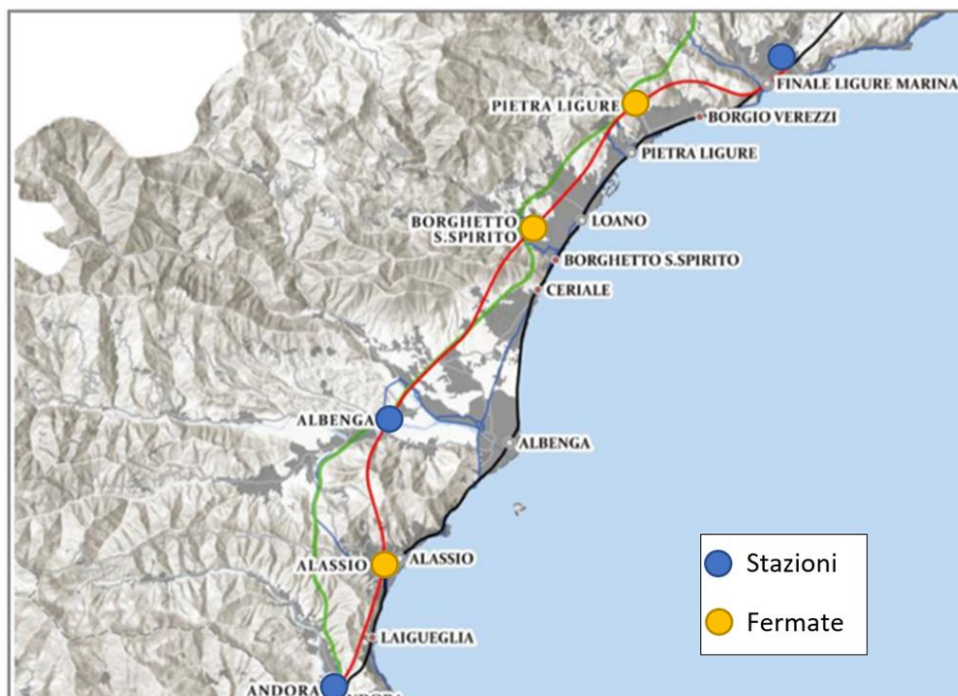 FINALE LIGURE MARINA
PIETRA LIGURE
BORGIO VEREZZI
PIETRA LIGURE
BORGHETTO
S.SPIRITO
LOANO
BORGHETTO S.SPIRITO
CERIALE
ALBENGA
ALBENGA
ALASSIO
ALASSIO
LAIGUEGLIA
ANDORA
Stazioni
Fermate